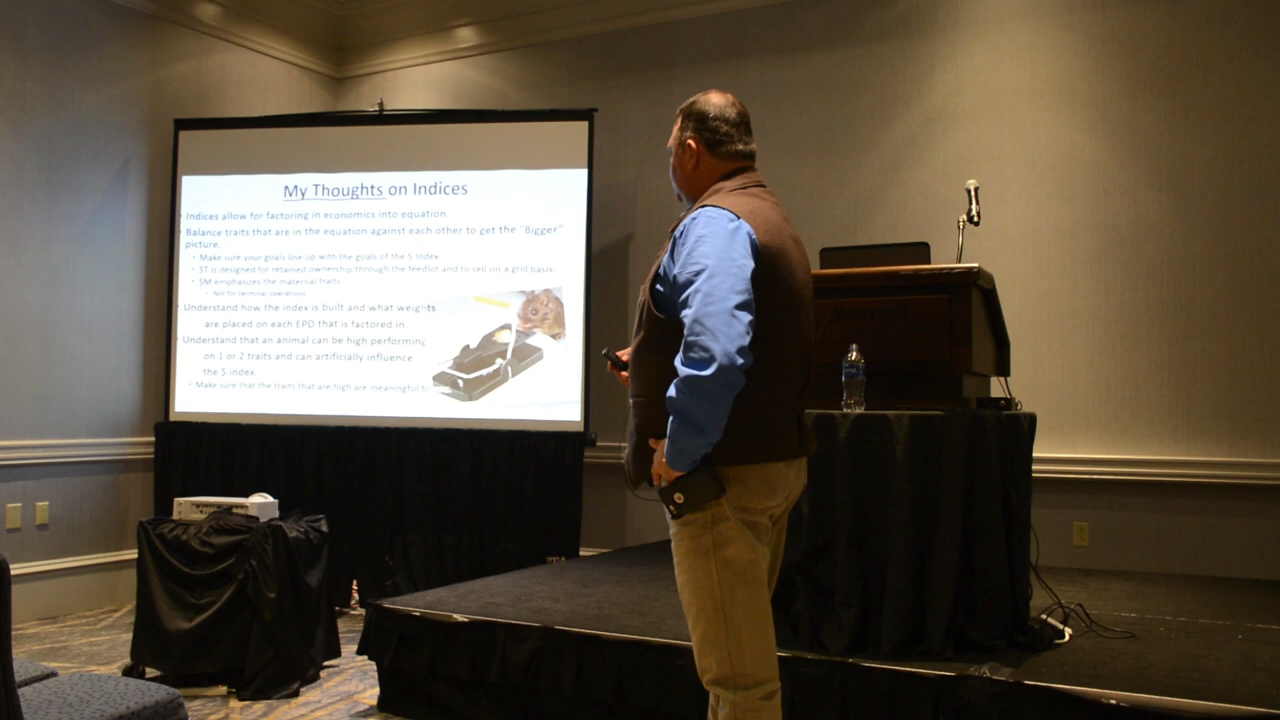 My Thoughts on Indices
Indices allow for factoring in economics into equation.
Balance traits that are in the equation against each other to get the "Bigger"
picture.
Make sure your goals line up with the goals of the $ index
$T is designed for retained ownership through the feedlot and to sell on a grid basis.
$M emphasizes the maternal traits.
Not for terminal operations
Understand how the index is built and what weights
are placed on each EPD that is factored in.
Understand that an animal can be high performing
on 1 or 2 traits and can artificially influence
the $ index.
Make sure that the traits that are high are meaningful